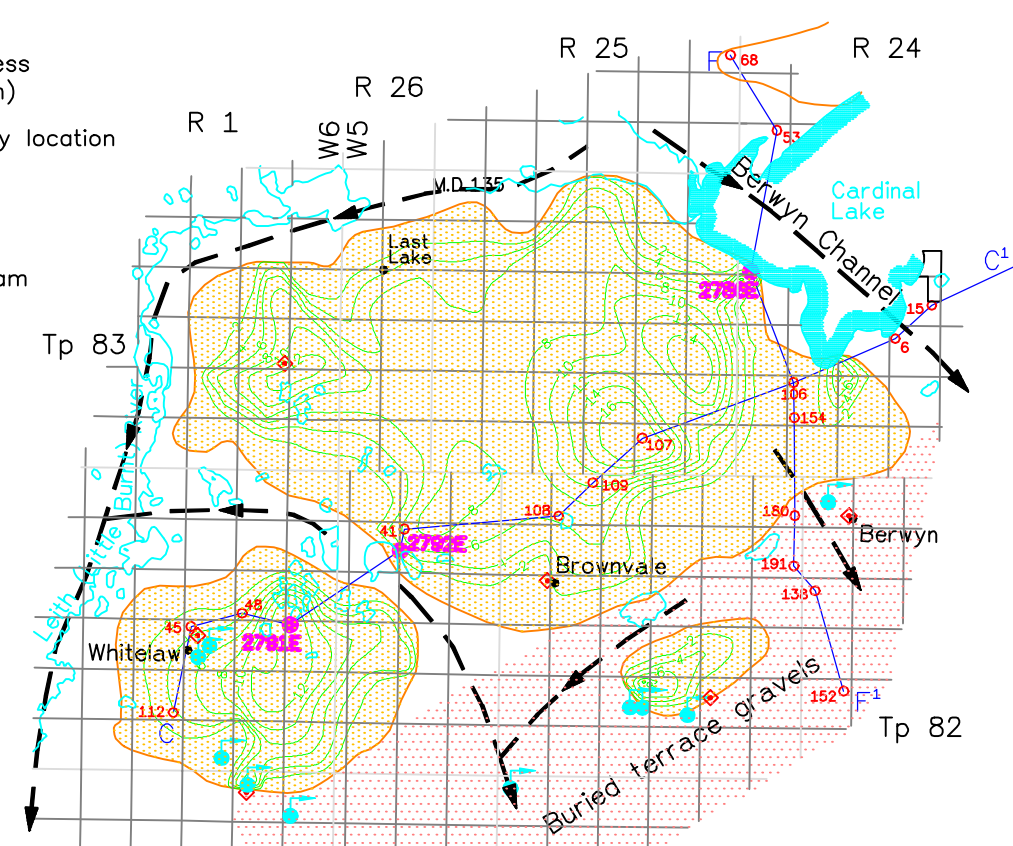 ess
n)
y location
am
R 25
R 24
R 26
R 1
W6
W5
F
68
53
M.D.135
Berwyn Channel
Cardinal
Lake
Last
Lake
C¹
15
6
Tp 83
106
154
107
109
108
41
2792E
180
Berwyn
191
Brownvale
138
Leith
Little Burnt River
48
45
2791E
Whitelaw
112
C
152
F¹
Tp 82
Buried terrace gravels